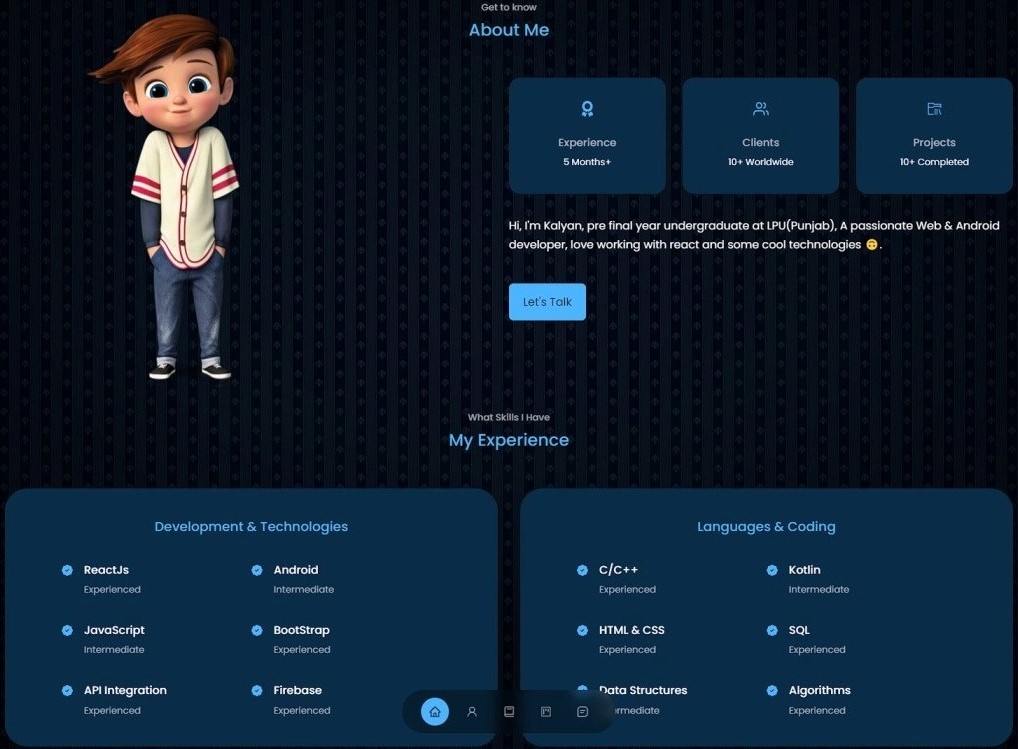 Get to know
About Me
Experience
5 Months+
Clients
10+ Worldwide
Projects
10+ Completed
Hi, I'm Kalyan, pre final year undergraduate at LPU(Punjab), A passionate Web & Android
developer, love working with react and some cool technologies 🙃.
Let's Talk
What Skills I Have
My Experience
Development & Technologies
ReactJs
Experienced
Android
Intermediate
JavaScript
Intermediate
BootStrap
Experienced
API Integration
Experienced
Firebase
Experienced
Languages & Coding
C/C++
Experienced
Kotlin
Intermediate
HTML & CSS
Experienced
SQL
Experienced
Data Structures
rmediate
Algorithms
Experienced